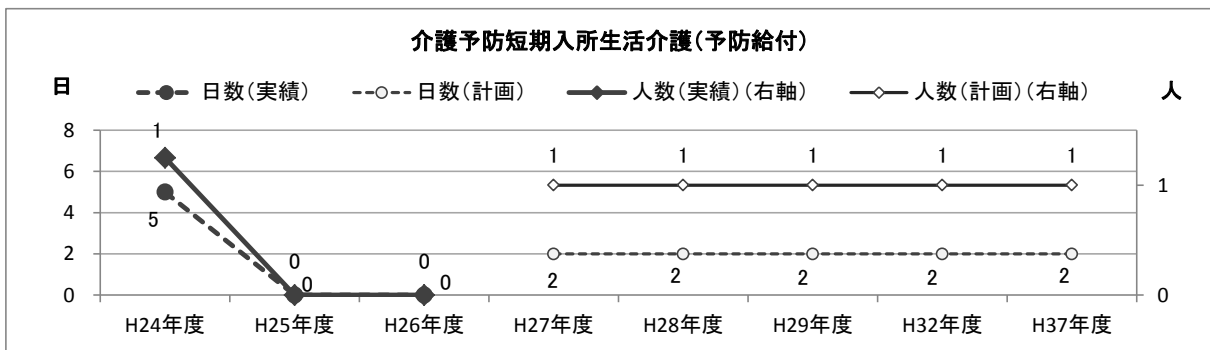 介護予防短期入所生活介護(予防給付)
日
人
日数(実績) 日数(計画) 人数(実績)(右軸) 人数(計画)(右軸)
8
6
4
2
0
1
0
1
5
0
0
0
0
1 1 1 1 1
2 2 2 2 2
H24年度 H25年度 H26年度 H27年度 H28年度 H29年度 H32年度 H37年度